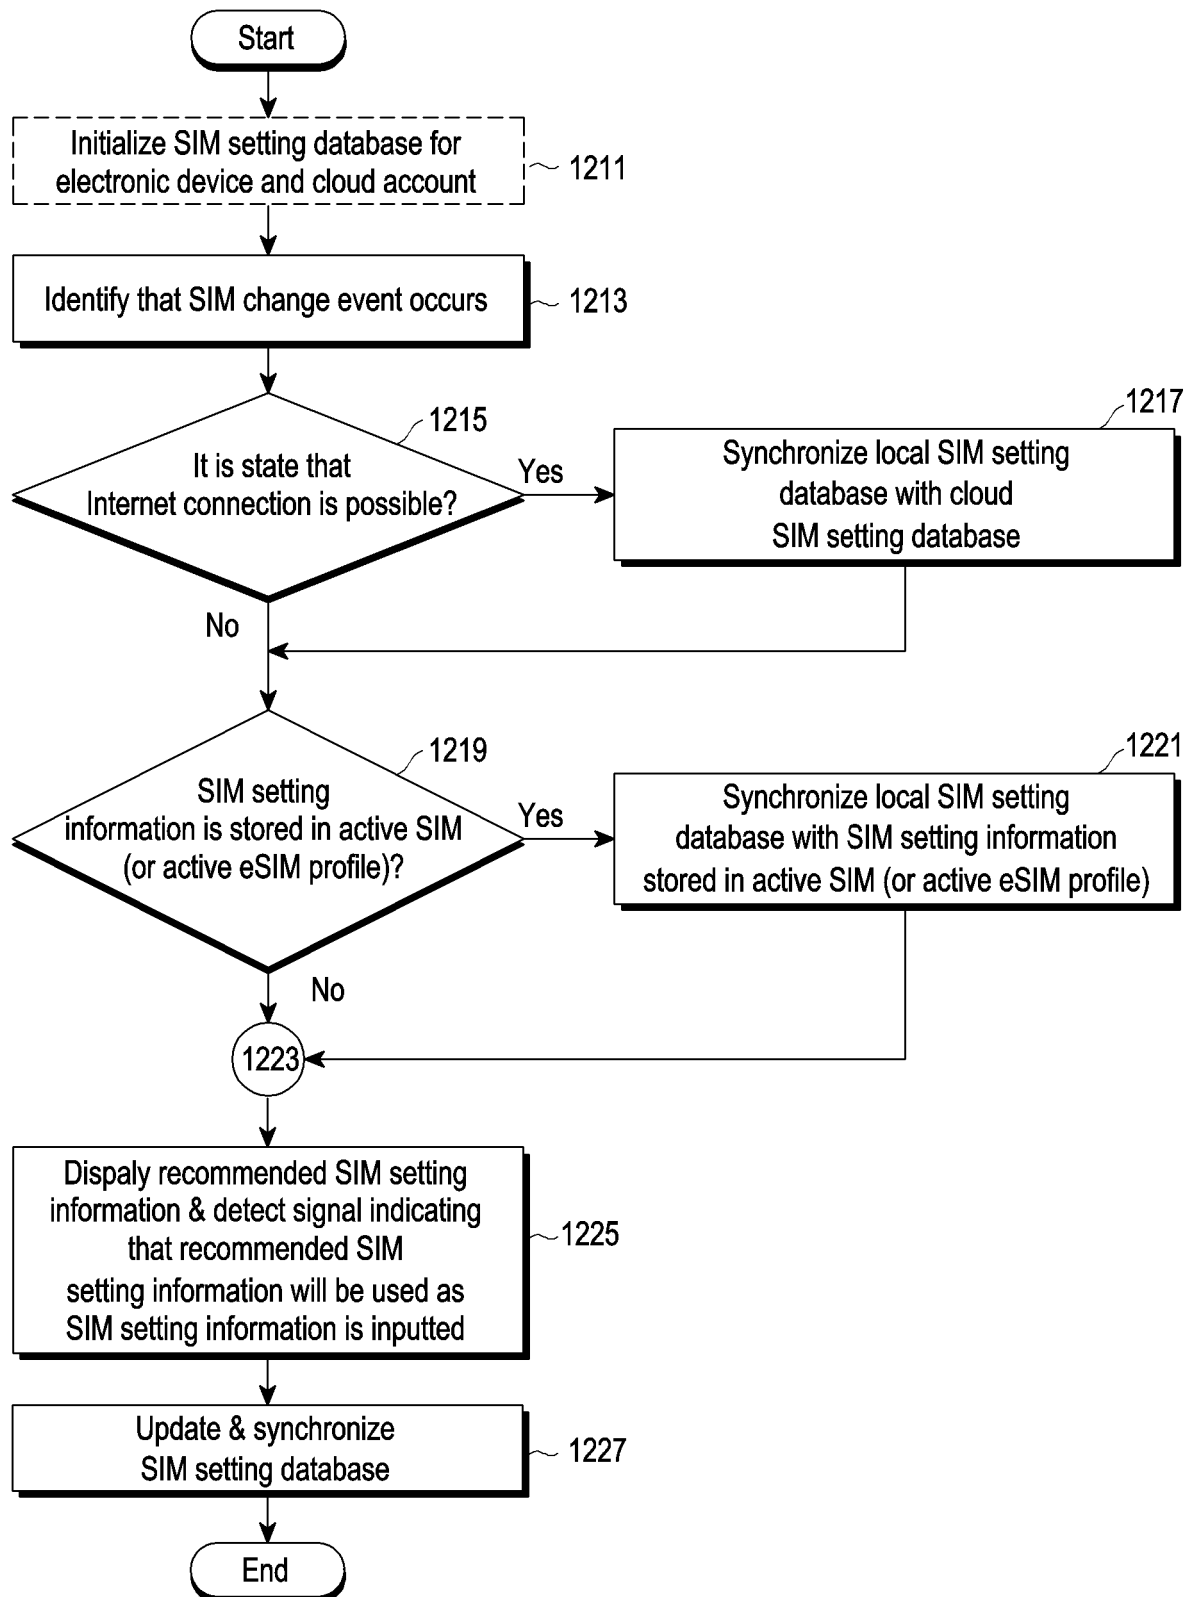 Start
Initialize SIM setting database for
electronic device and cloud account
1211
Identify that SIM change event occurs
1213
1215
It is state that
Internet connection is possible?
Yes
No
1217
Synchronize local SIM setting
database with cloud
SIM setting database
1219
SIM setting
information is stored in active SIM
(or active eSIM profile)?
Yes
No
1221
Synchronize local SIM setting
database with SIM setting information
stored in active SIM (or active eSIM profile)
1223
Dispaly recommended SIM setting
information & detect signal indicating
that recommended SIM
setting information will be used as
SIM setting information is inputted
1225
Update & synchronize
SIM setting database
1227
End